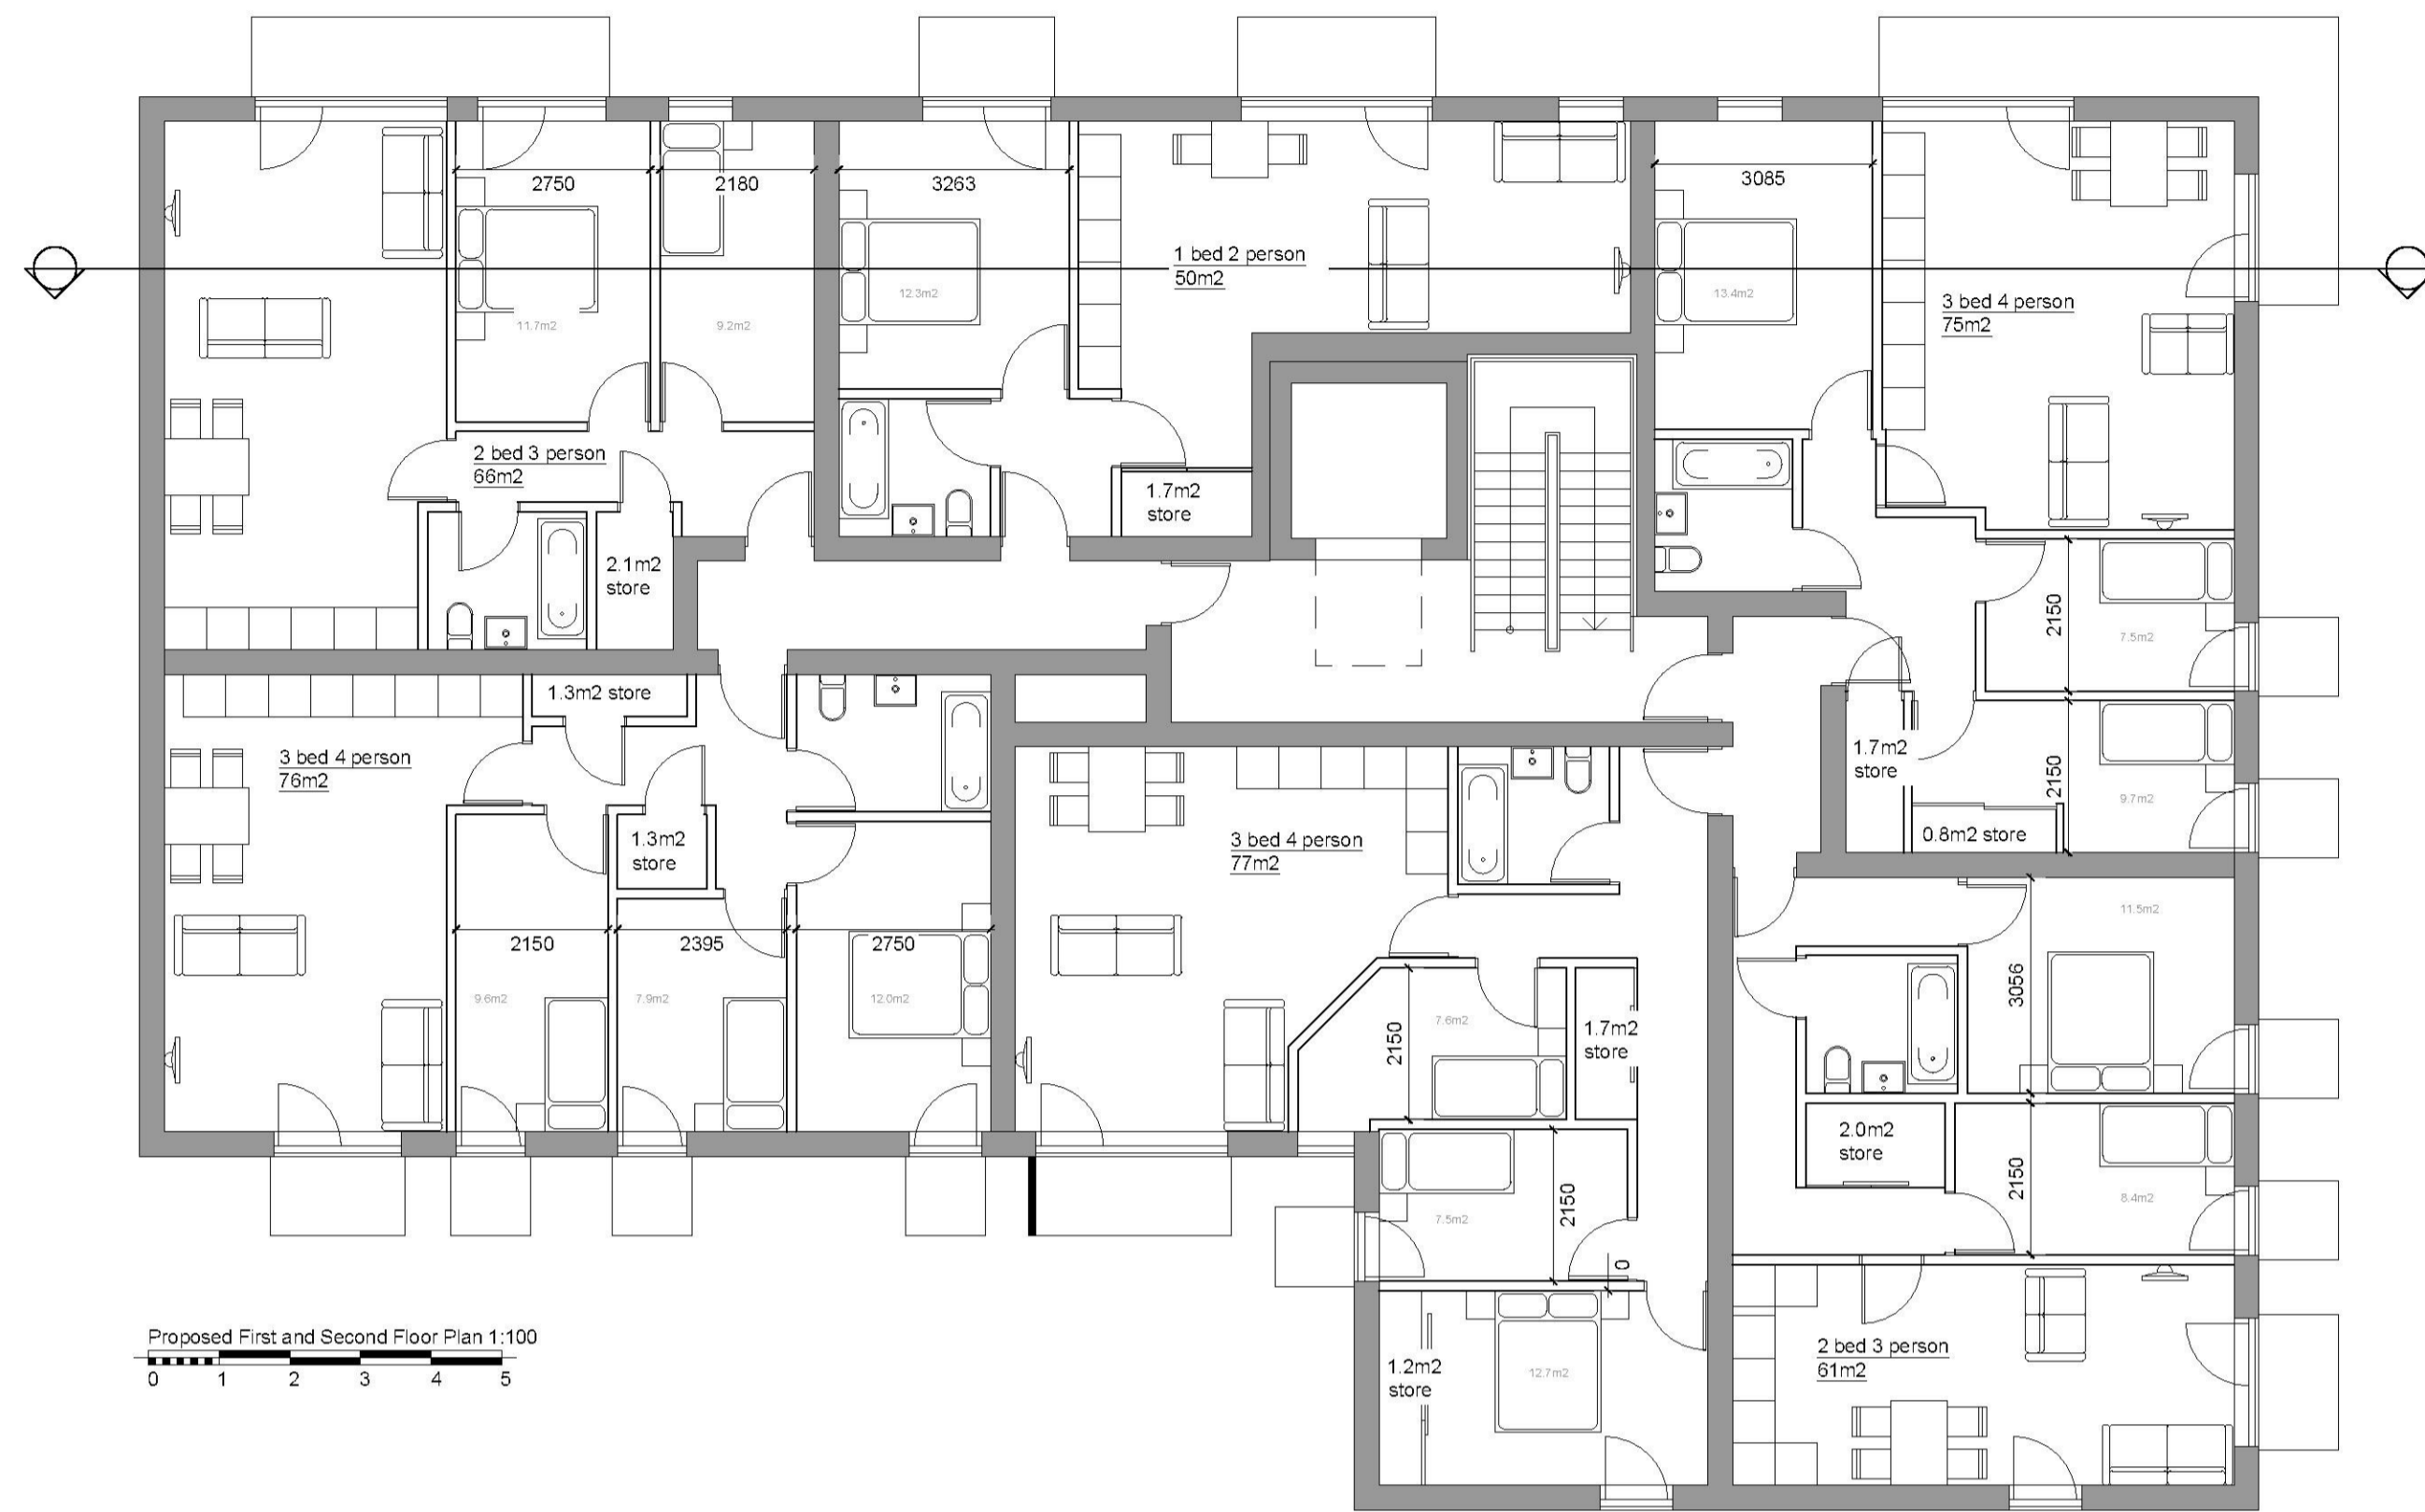 2750
2180
3263
3085
1 bed 2 person
50m2
12.3m2
13.4m2
3 bed 4 person
75m2
11.7m2
9.2m2
2 bed 3 person
66m2
1.7m2
store
2.1m2
store
2150
7.5m2
1.3m2 store
3 bed 4 person
76m2
1.7m2
store
2150
9.7m2
1.3m2
store
3 bed 4 person
77m2
0.8m2 store
11.5m2
2150
2395
2750
9.6m2
7.9m2
12.0m2
3056
2150
7.6m2
1.7m2
store
2.0m2
store
2150
8.4m2
2150
7.5m2
0
Proposed First and Second Floor Plan 1:100
0 1 2 3 4 5
1.2m2
store
12.7m2
2 bed 3 person
61m2